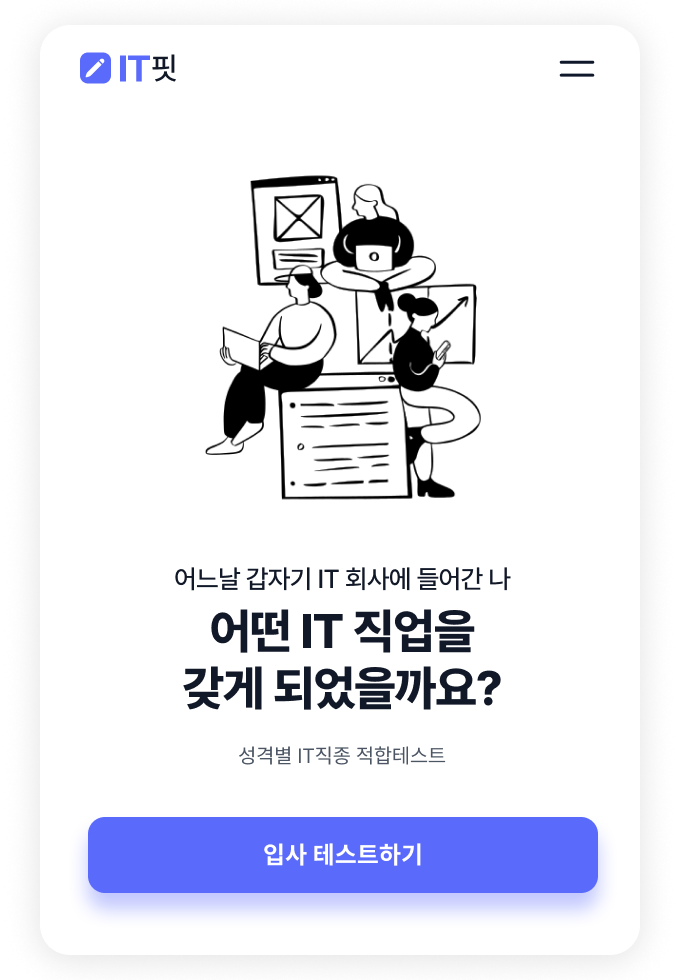 IT핏
어느날 갑자기 IT 회사에 들어간 나
어떤 IT 직업을
갖게 되었을까요?
성격별 IT직종 적합테스트
입사 테스트하기